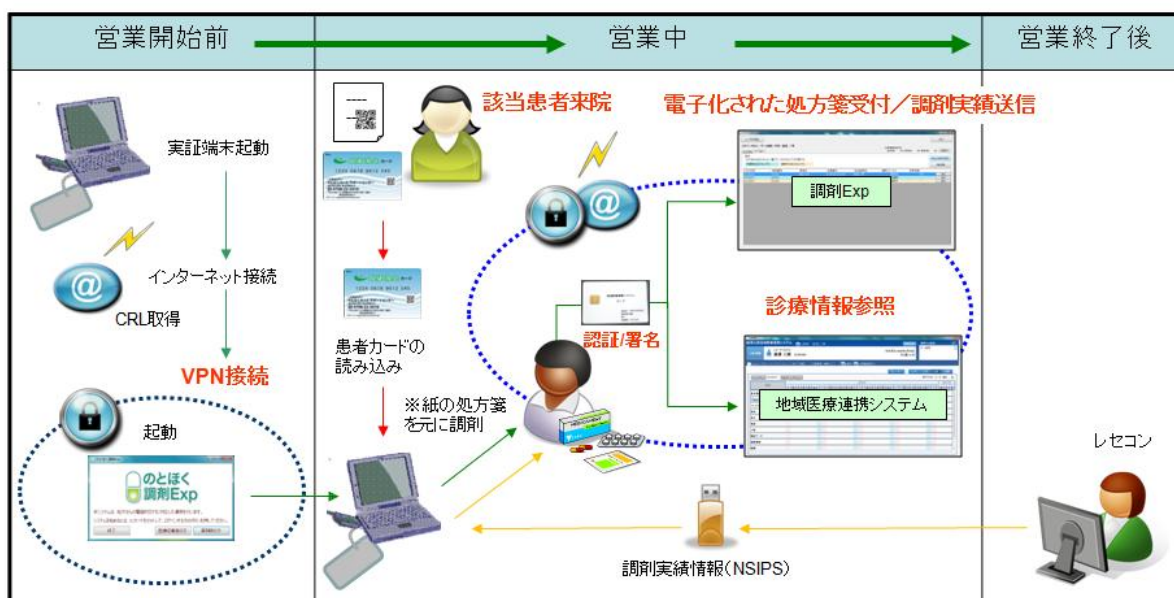 営業開始前
営業中
営業終了後
実証端末起動
インターネット接続
CRL取得
VPN接続
起動
のとほく
調剤Exp
該当患者来院
患者カードの
読み込み
※紙の処方箋
を元に調剤
電子化された処方箋受付／調剤実績送信
調剤Exp
認証/署名
診療情報参照
地域医療連携システム
調剤実績情報（NSIPS）
レセコン